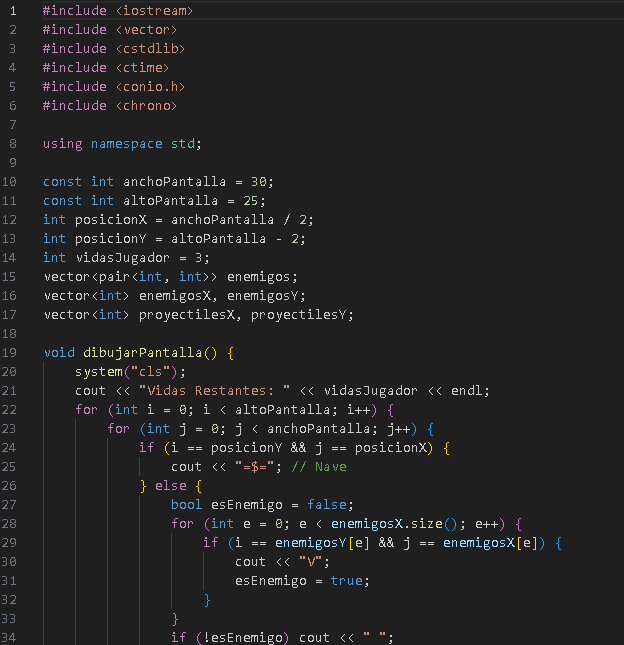 1 #include <iostream>
2 #include <vector>
3 #include <cstdlib>
4 #include <ctime>
5 #include <conio.h>
6 #include <chrono>
7
8 using namespace std;
9
10 const int anchoPantalla = 30;
11 const int altoPantalla = 25;
12 int posicionX = anchoPantalla / 2;
13 int posicionY = altoPantalla - 2;
14 int vidasJugador = 3;
15 vector<pair<int, int>> enemigos;
16 vector<int> enemigosX, enemigosY;
17 vector<int> proyectilesX, proyectilesY;
18
19 void dibujarPantalla() {
20     system("cls");
21     cout << "Vidas Restantes: " << vidasJugador << endl;
22     for (int i = 0; i < altoPantalla; i++) {
23         for (int j = 0; j < anchoPantalla; j++) {
24             if (i == posicionY && j == posicionX) {
25                 cout << "=$="; // Nave
26             } else {
27                 bool esEnemigo = false;
28                 for (int e = 0; e < enemigosX.size(); e++) {
29                     if (i == enemigosY[e] && j == enemigosX[e]) {
30                         cout << "V";
31                         esEnemigo = true;
32                     }
33                 }
34                 if (!esEnemigo) cout << " ";